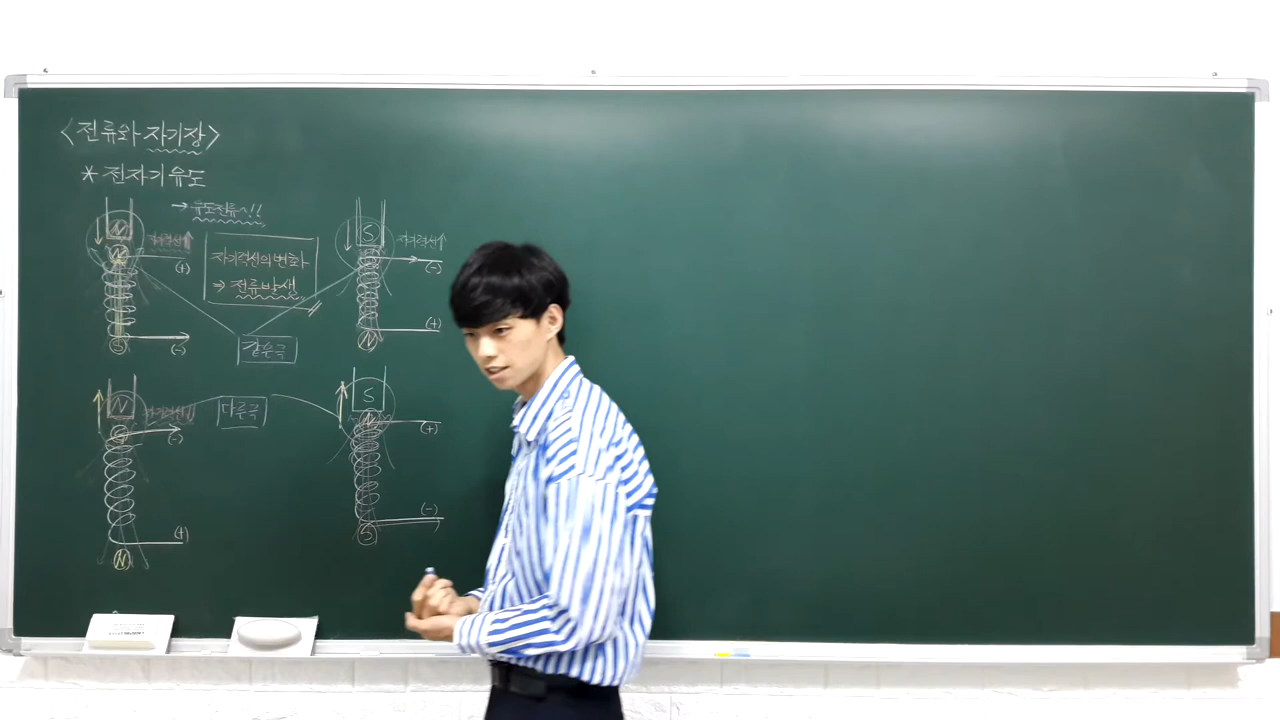 <전류와 자기장>
* 전자기유도
→ 유도전류~!!
자기력선의 변화
⇒ 전류발생
N
자기력선↑
N
(+)
S
(-)
S
자기력선↑
(-)
(+)
N
같은극
N
자기력선↓
S
(-)
(+)
N
다른극
S
N
(+)
(-)
S